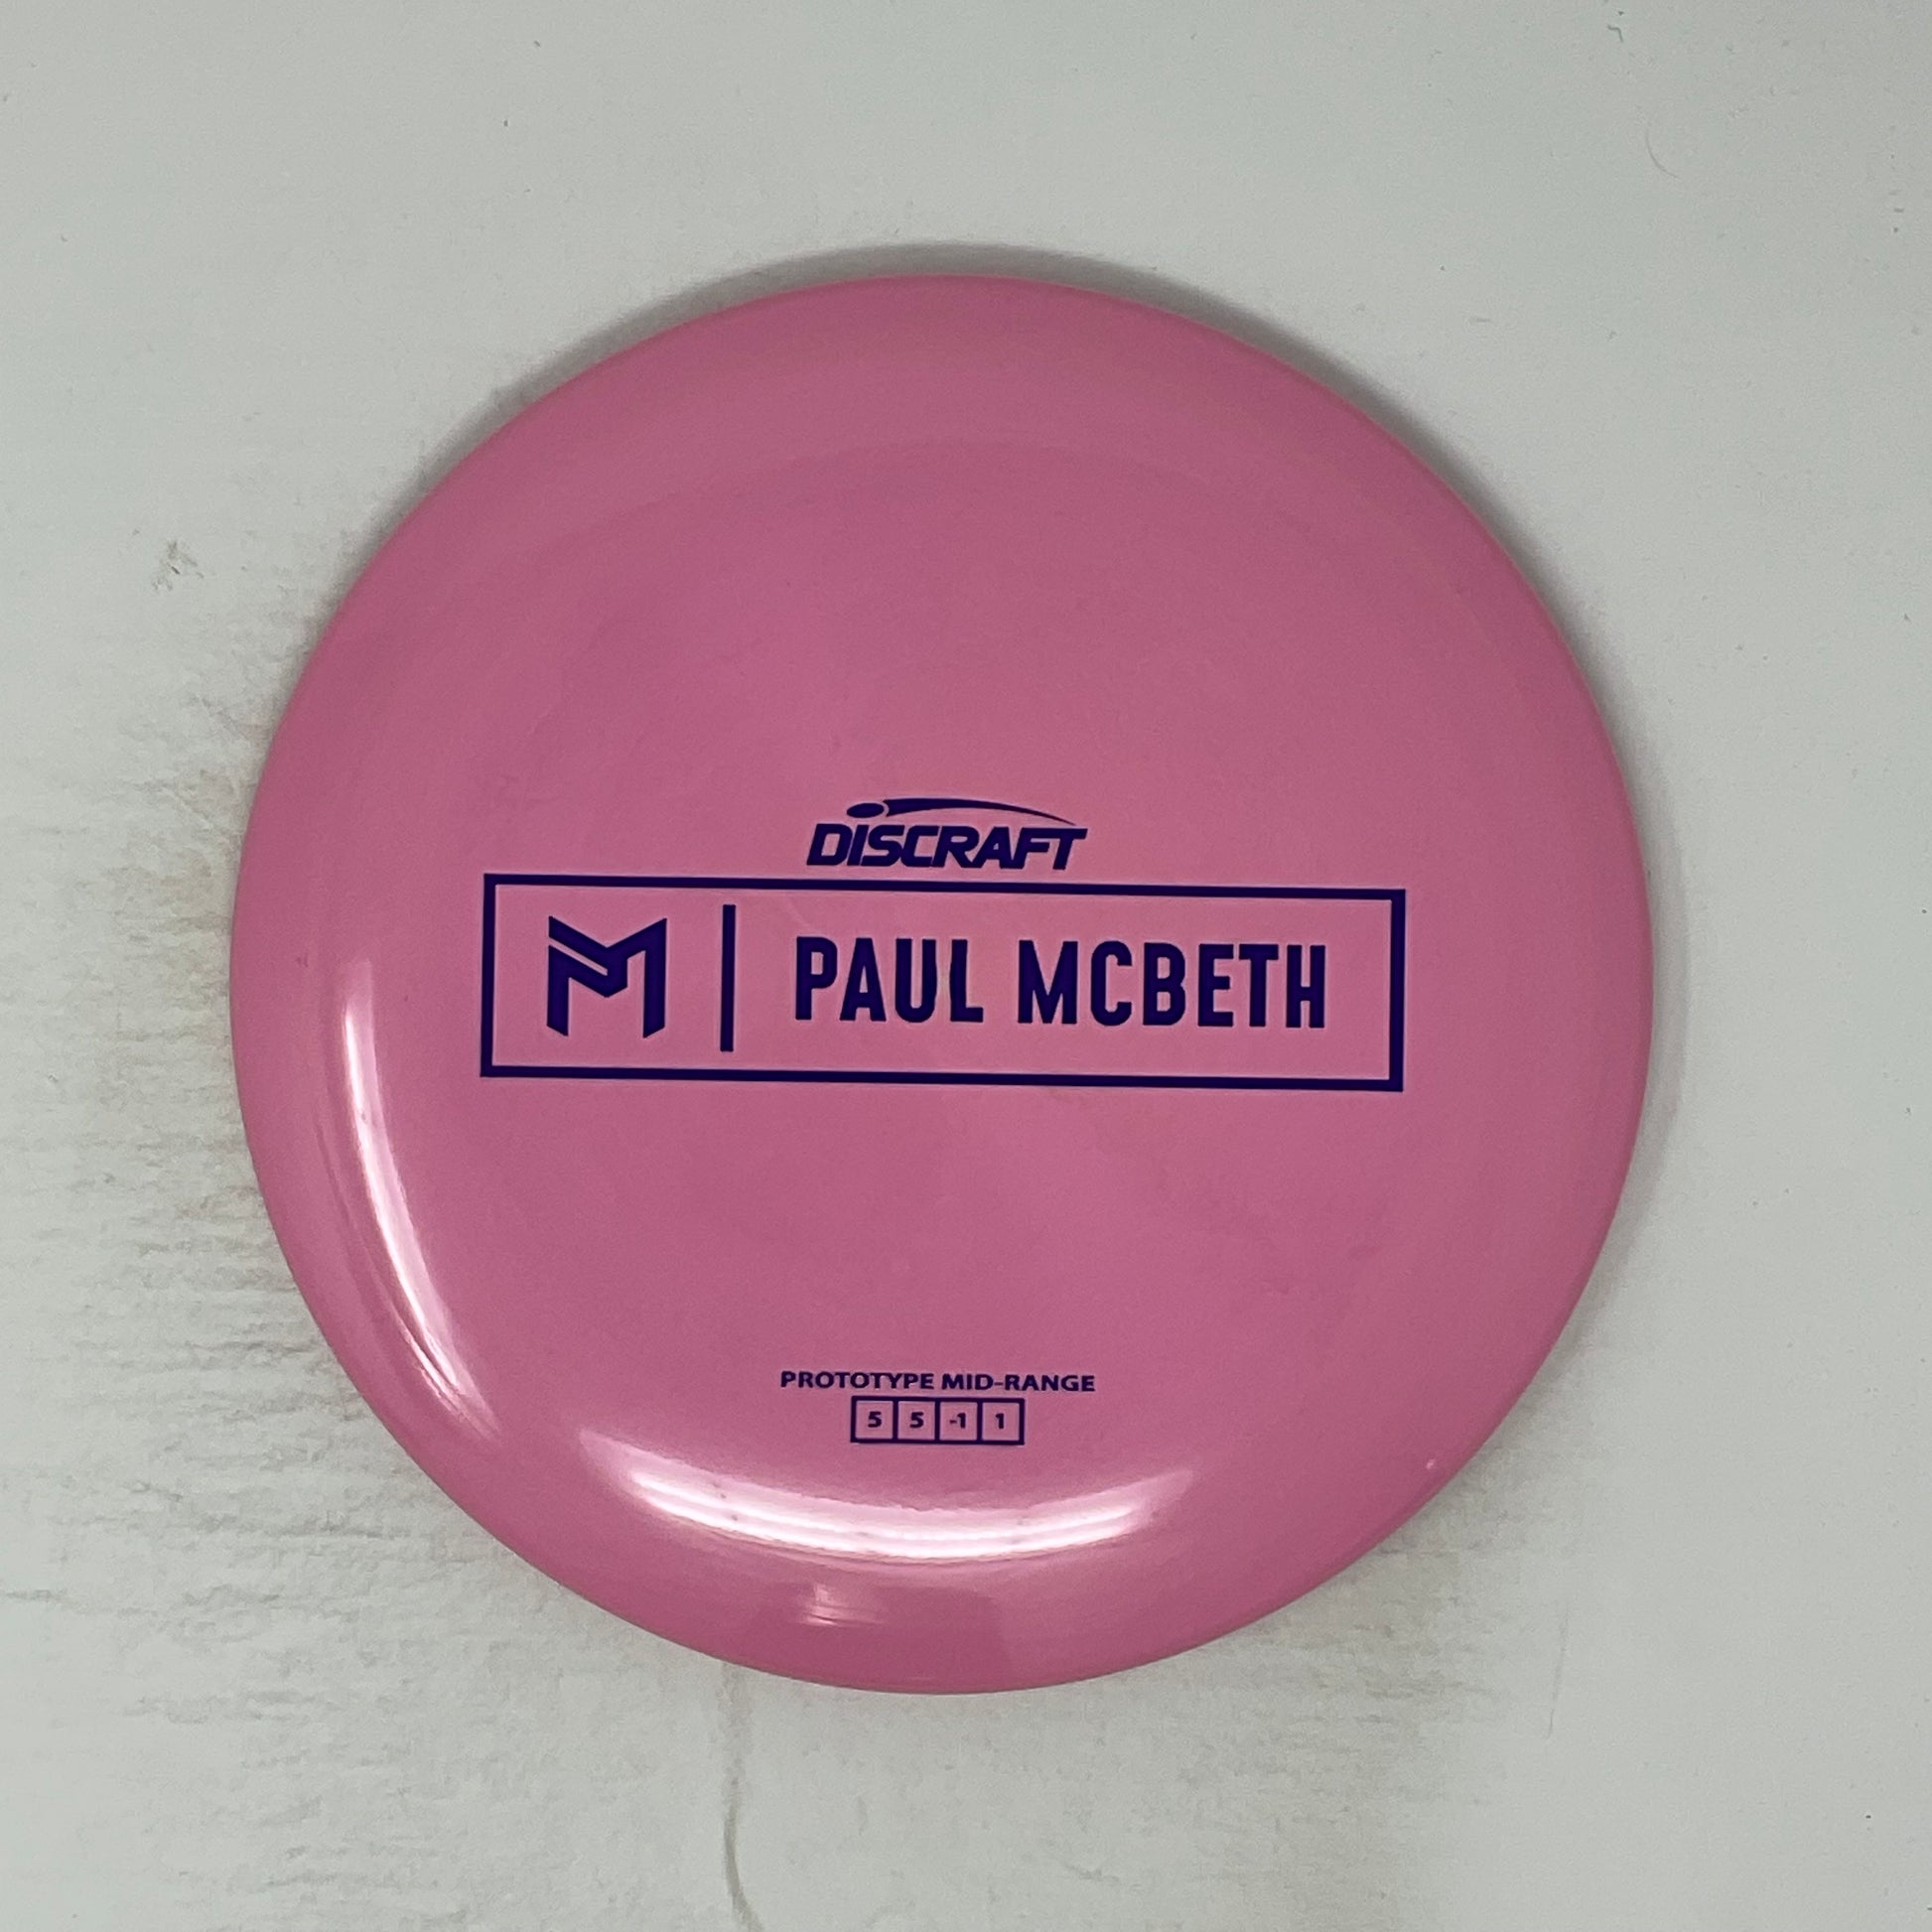 DISCRAFT
PAUL MCBETH
PROTOTYPE MID-RANGE
5 5 -1 1